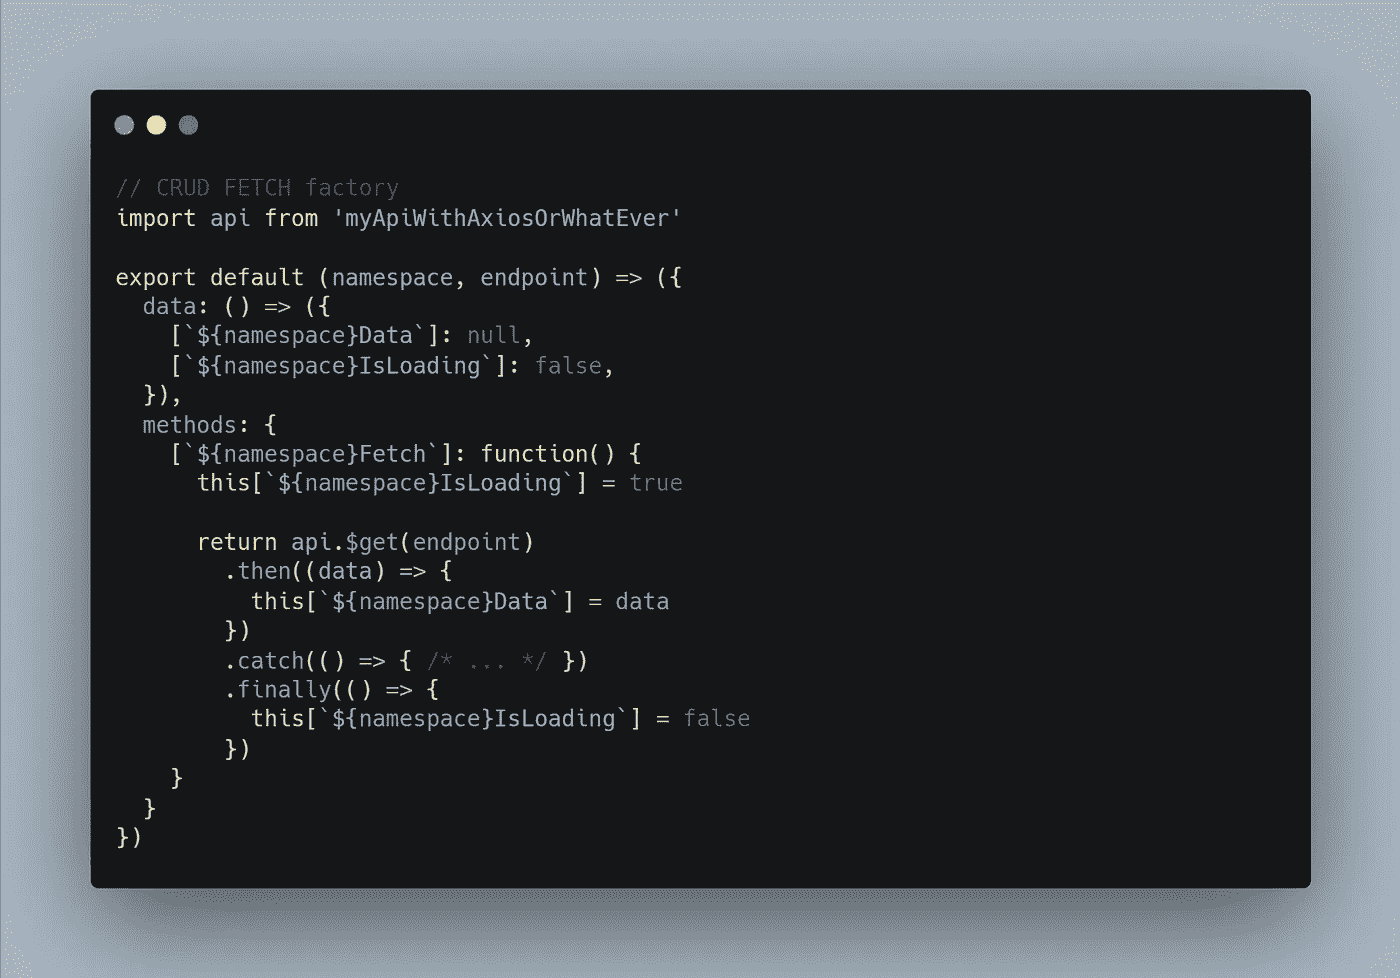 // CRUD FETCH factory
import api from 'myApiWithAxiosOrWhatEver'
export default (namespace, endpoint) => ({
  data: () => ({
    [`${namespace}Data`]: null,
    [`${namespace}IsLoading`]: false,
  }),
  methods: {
    [`${namespace}Fetch`]: function() {
      this[`${namespace}IsLoading`] = true
      return api.$get(endpoint)
        .then((data) => {
          this[`${namespace}Data`] = data
        })
        .catch(() => { /* ... */ })
        .finally(() => {
          this[`${namespace}IsLoading`] = false
        })
    }
  }
})